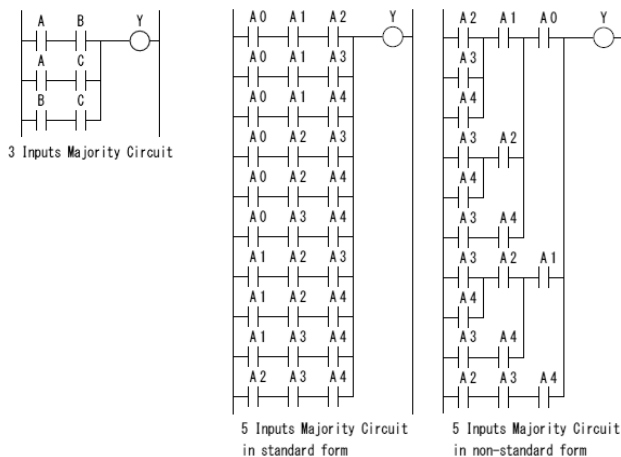 A B Y
A C
B C
3 Inputs Majority Circuit
A0 A1 A2 Y
A0 A1 A3
A0 A1 A4
A0 A2 A3
A0 A2 A4
A0 A3 A4
A1 A2 A3
A1 A2 A4
A1 A3 A4
A2 A3 A4
5 Inputs Majority Circuit
in standard form
A2 A1 A0 Y
A3
A4
A3 A2
A4
A3 A4
A3 A2 A1
A4
A3 A4
A2 A3 A4
5 Inputs Majority Circuit
in non-standard form